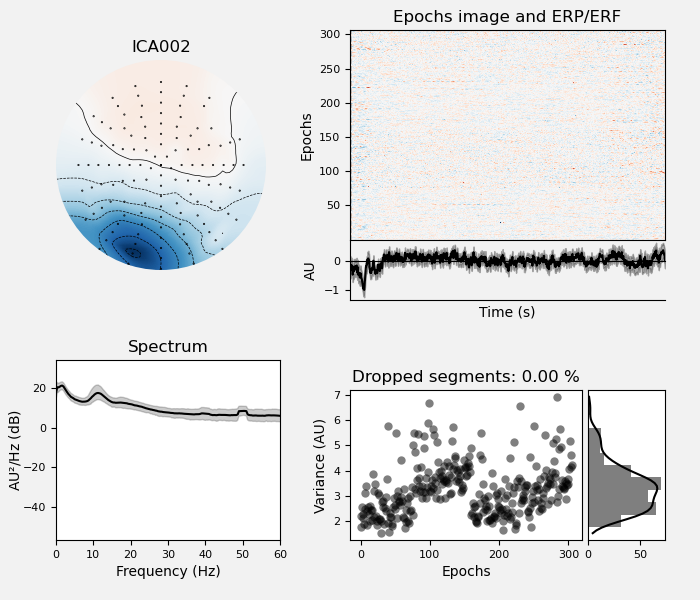 ICA002
Epochs image and ERP/ERF
Epochs
300
250
200
150
100
50
AU
0
−1
Time (s)
Spectrum
AU²/Hz (dB)
20
0
−20
−40
0 10 20 30 40 50 60
Frequency (Hz)
Dropped segments: 0.00 %
Variance (AU)
7
6
5
4
3
2
0 100 200 300
Epochs
0 50